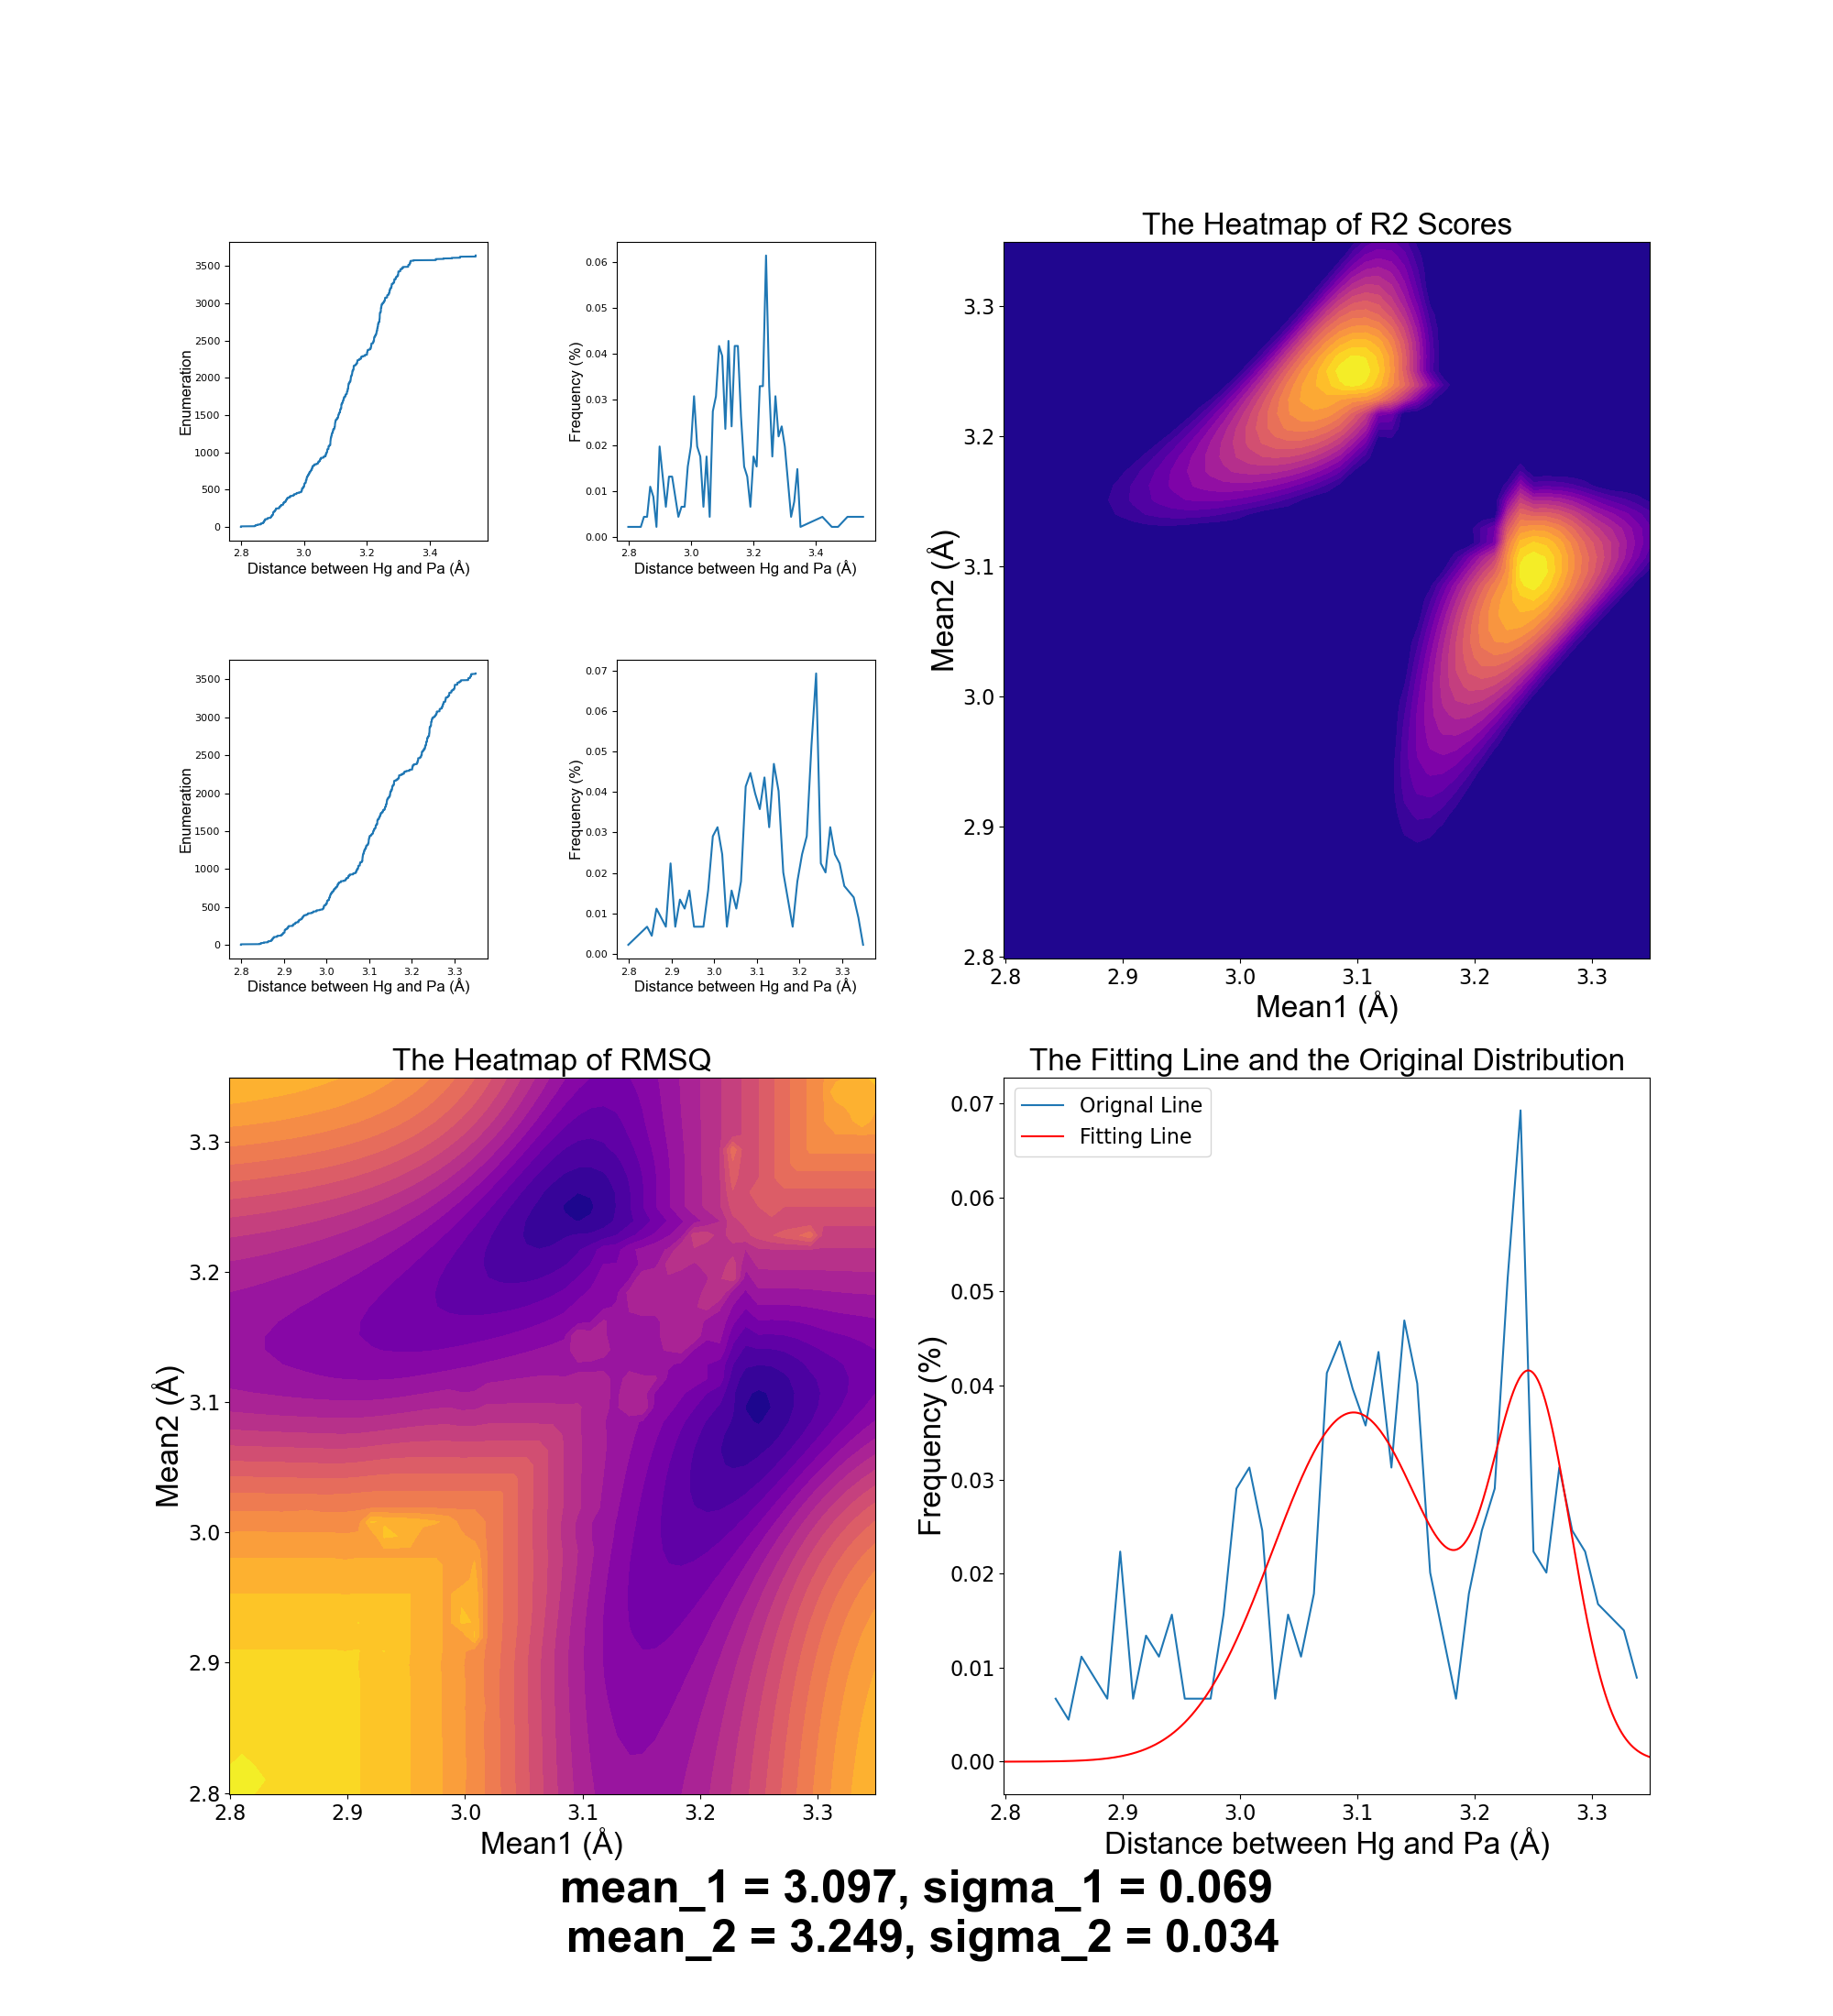 3500
3000
2500
2000
1500
1000
500
0
Enumeration
2.8 3.0 3.2 3.4
Distance between Hg and Pa (Å)
0.06
0.05
0.04
0.03
0.02
0.01
0.00
Frequency (%)
2.8 3.0 3.2 3.4
Distance between Hg and Pa (Å)
3500
3000
2500
2000
1500
1000
500
0
Enumeration
2.8 2.9 3.0 3.1 3.2 3.3
Distance between Hg and Pa (Å)
0.07
0.06
0.05
0.04
0.03
0.02
0.01
0.00
Frequency (%)
2.8 2.9 3.0 3.1 3.2 3.3
Distance between Hg and Pa (Å)
The Heatmap of R2 Scores
3.3
3.2
3.1
3.0
2.9
2.8
Mean2 (Å)
2.8 2.9 3.0 3.1 3.2 3.3
Mean1 (Å)
The Heatmap of RMSQ
3.3
3.2
3.1
3.0
2.9
2.8
Mean2 (Å)
2.8 2.9 3.0 3.1 3.2 3.3
Mean1 (Å)
The Fitting Line and the Original Distribution
Orignal Line
Fitting Line
0.07
0.06
0.05
0.04
0.03
0.02
0.01
0.00
Frequency (%)
2.8 2.9 3.0 3.1 3.2 3.3
Distance between Hg and Pa (Å)
mean_1 = 3.097, sigma_1 = 0.069
mean_2 = 3.249, sigma_2 = 0.034